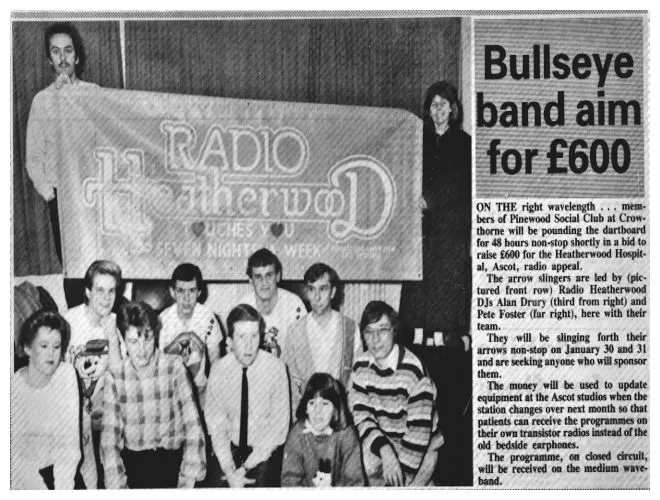 RADIO
Heatherwood
UCHES Y U
SEVEN NIGHTS A WEEK
Bullseye
band aim
for £600
ON THE right wavelength . . . mem-
bers of Pinewood Social Club at Crow-
thorne will be pounding the dartboard
for 48 hours non-stop shortly in a bid to
raise £600 for the Heatherwood Hospit-
al, Ascot, radio appeal.
The arrow slingers are led by (pic-
tured front row) Radio Heatherwood
DJs Alan Drury (third from right) and
Pete Foster (far right), here with their
team.
They will be slinging forth their
arrows non-stop on January 30 and 31
and are seeking anyone who will sponsor
them.
The money will be used to update
equipment at the Ascot studios when the
station changes over next month so that
patients can receive the programmes on
their own transistor radios instead of the
old bedside earphones.
The programme, on closed circuit,
will be received on the medium wave-
band.